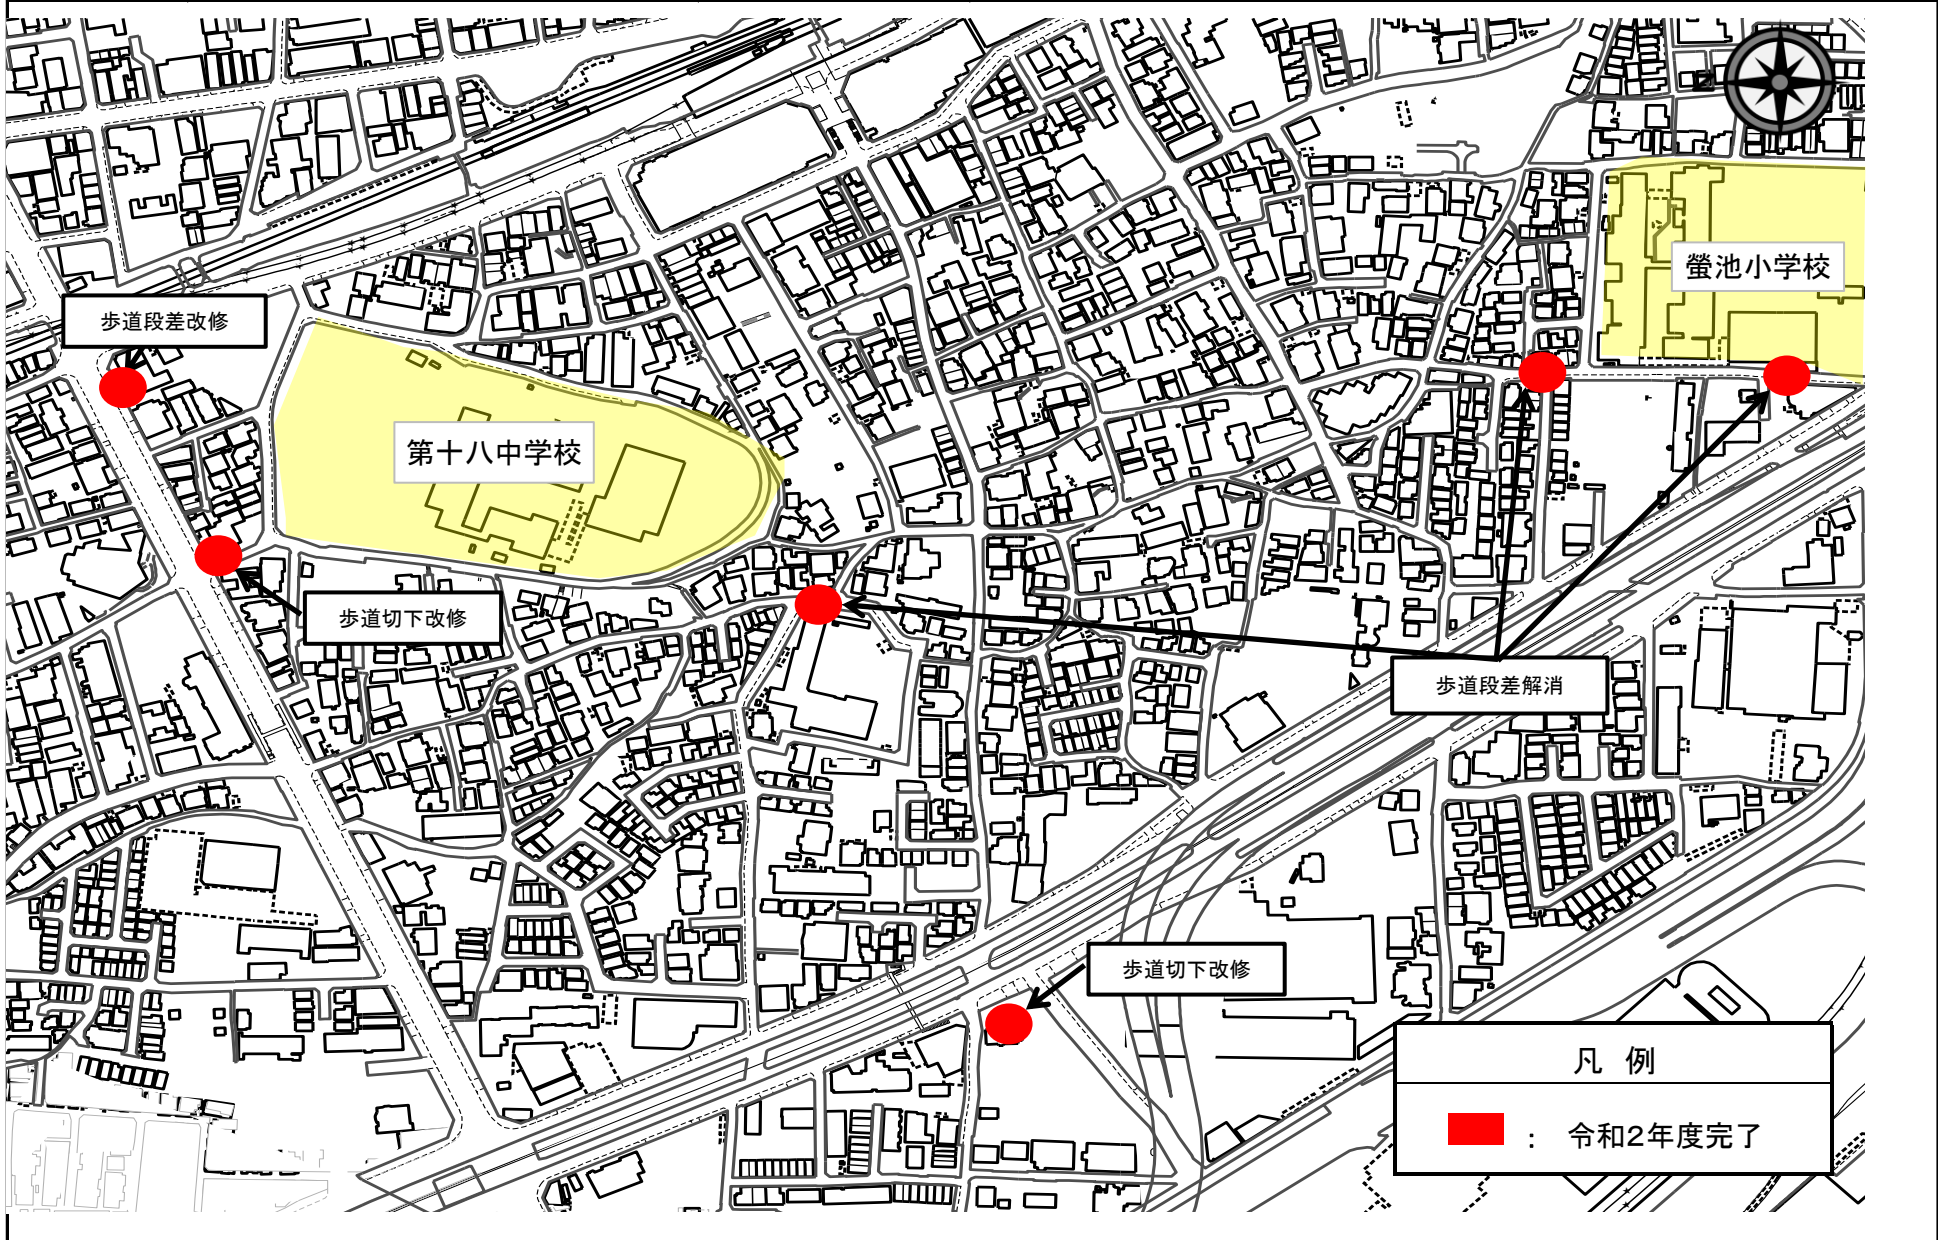 螢池小学校
歩道段差改修
第十八中学校
歩道切下改修
歩道段差解消
歩道切下改修
凡 例
： 令和2年度完了